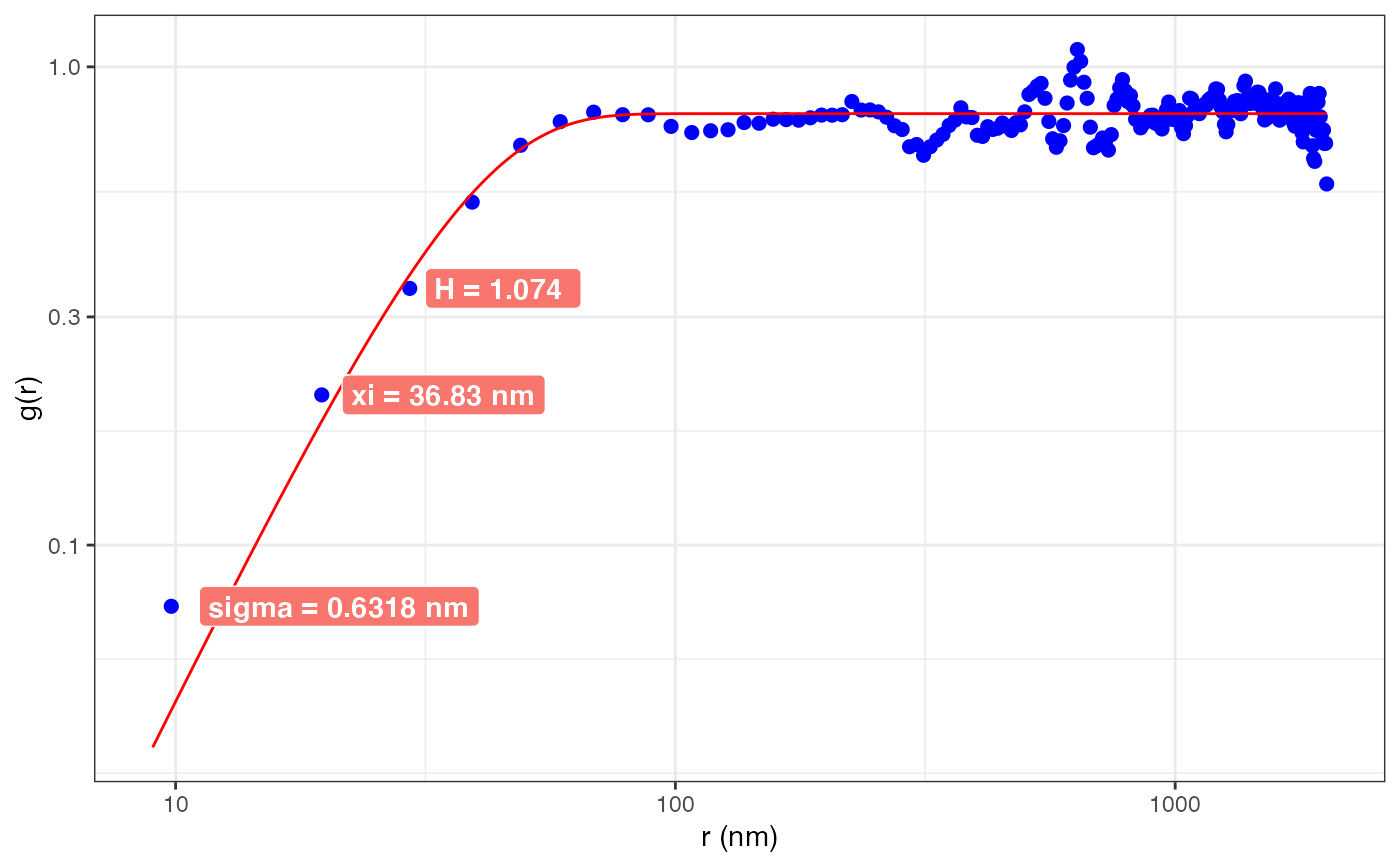 1.0
0.3
0.1
g(r)
H = 1.074
xi = 36.83 nm
sigma = 0.6318 nm
10 100 1000
r (nm)